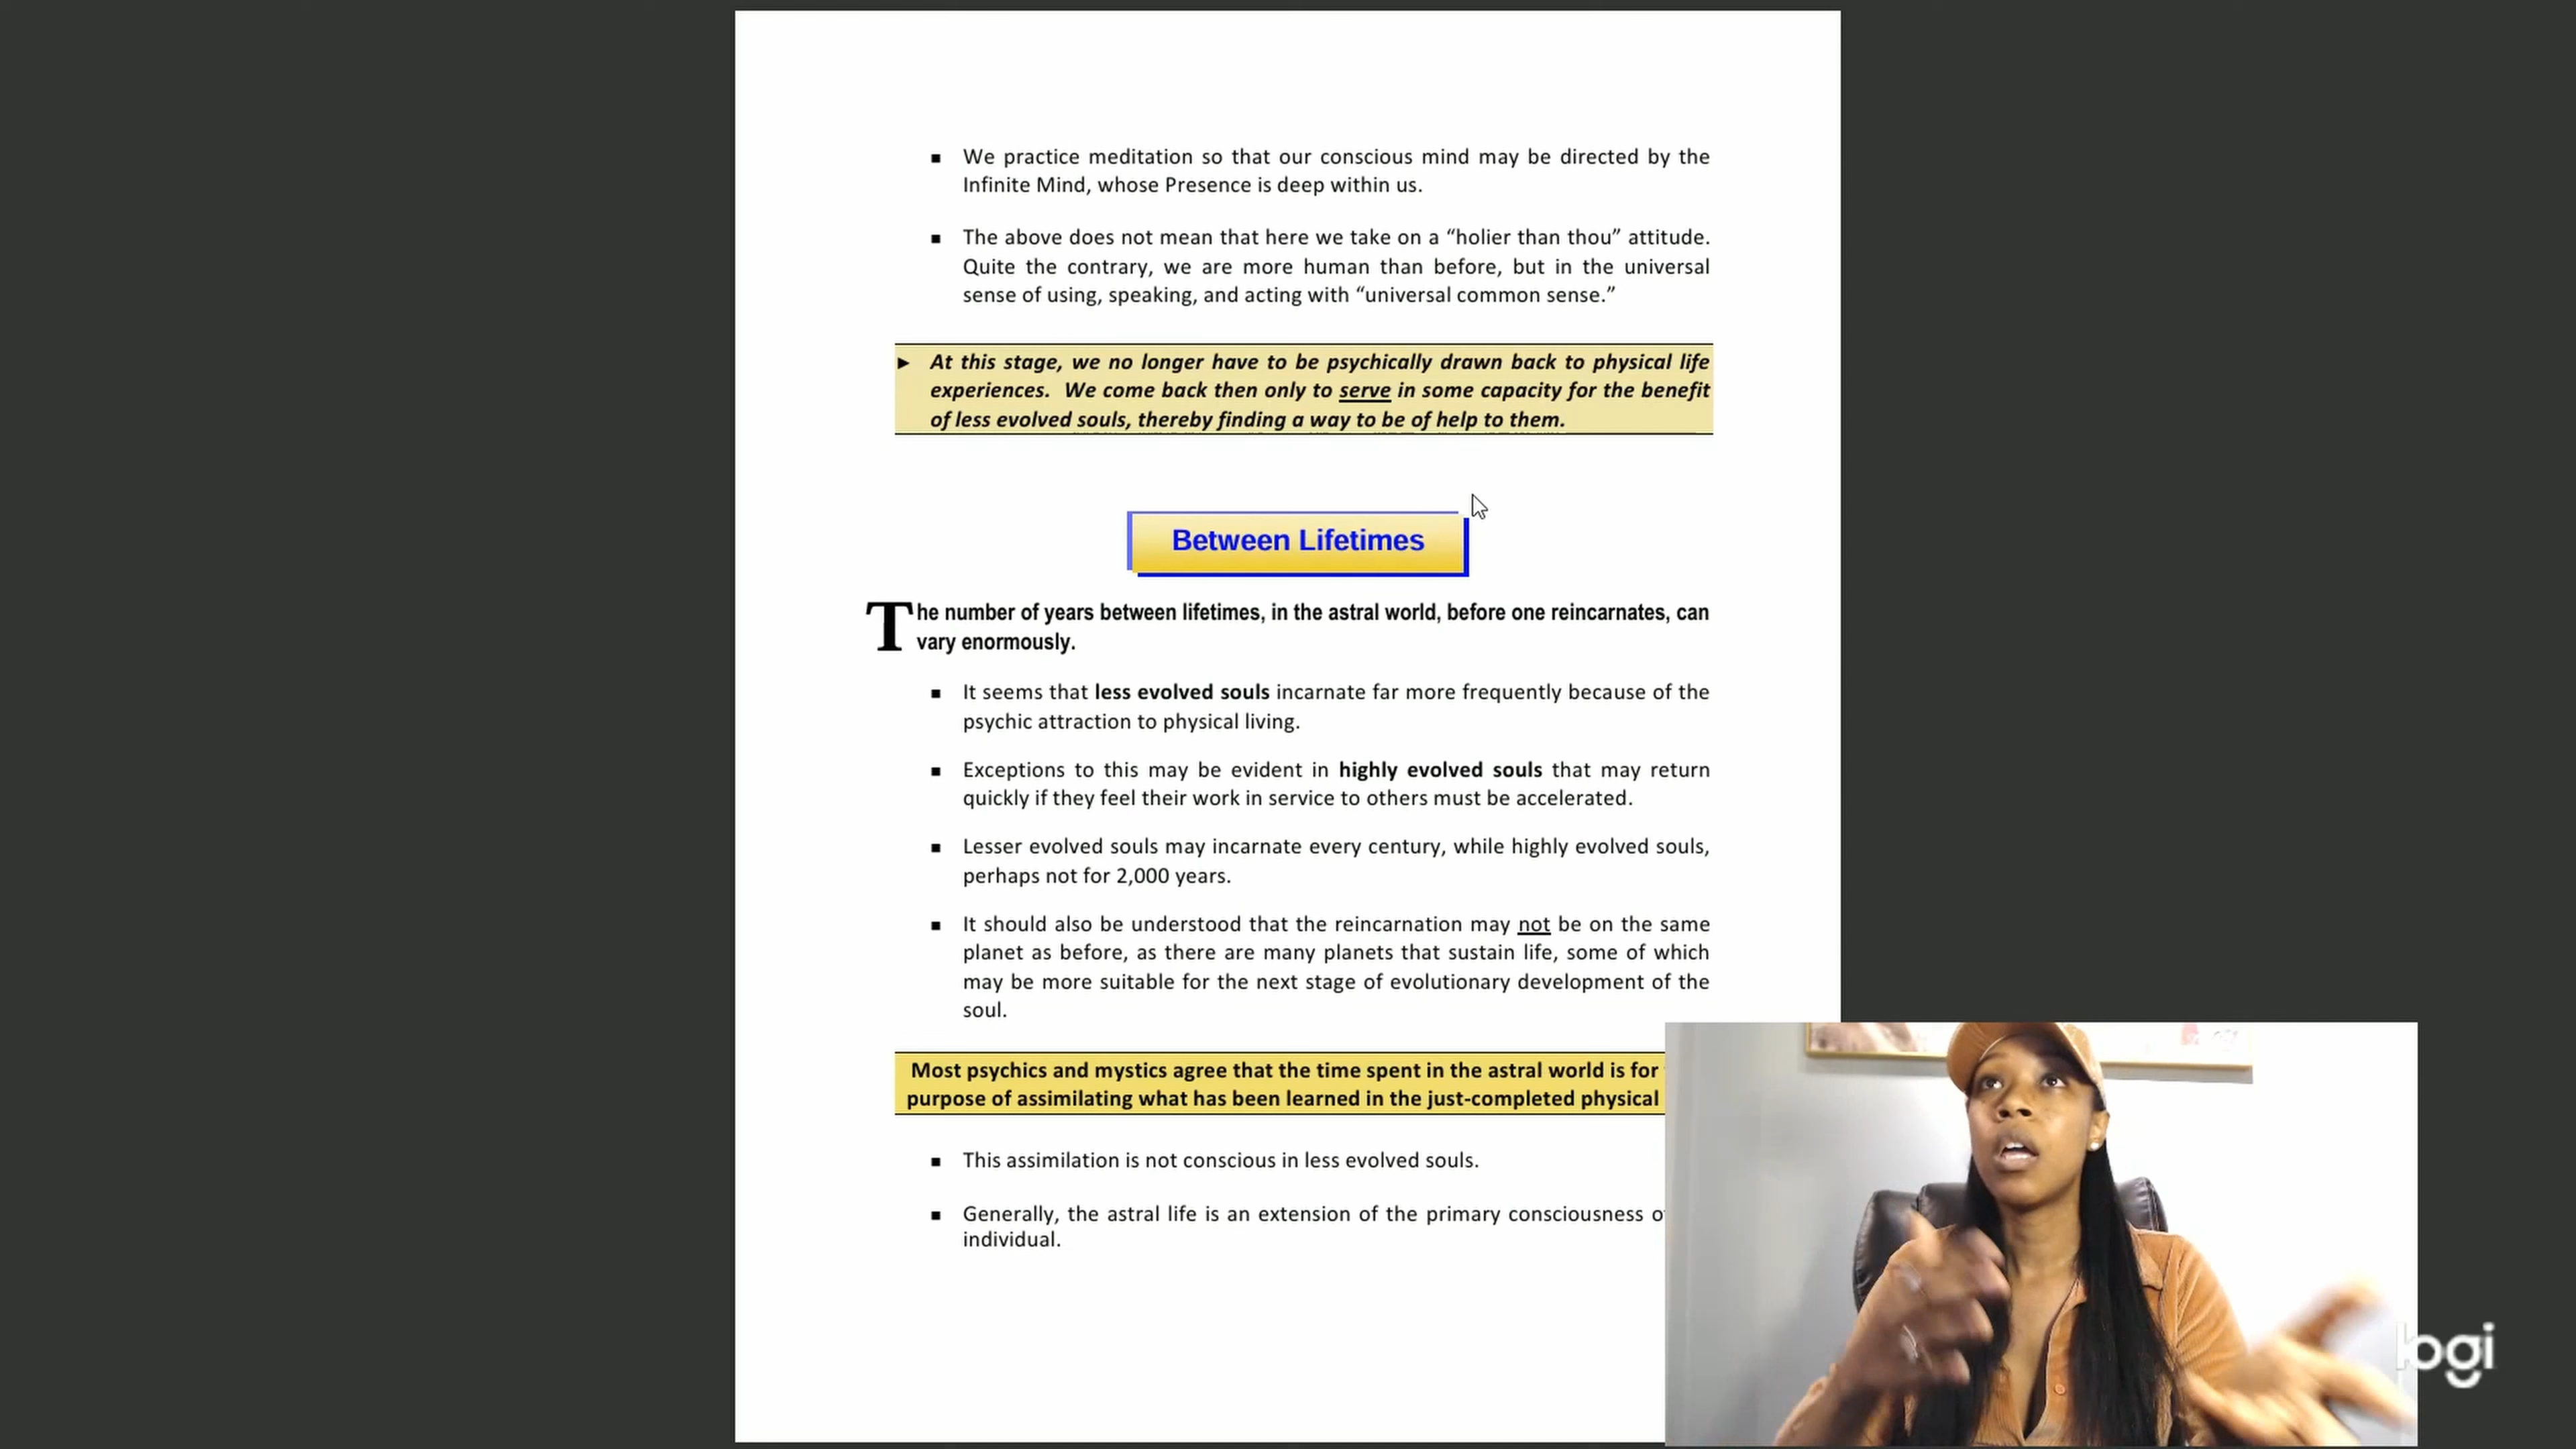 ■ We practice meditation so that our conscious mind may be directed by the
Infinite Mind, whose Presence is deep within us.
■ The above does not mean that here we take on a “holier than thou” attitude.
Quite the contrary, we are more human than before, but in the universal
sense of using, speaking, and acting with “universal common sense.”
► At this stage, we no longer have to be psychically drawn back to physical life
experiences. We come back then only to serve in some capacity for the benefit
of less evolved souls, thereby finding a way to be of help to them.
Between Lifetimes
The number of years between lifetimes, in the astral world, before one reincarnates, can
vary enormously.
■ It seems that less evolved souls incarnate far more frequently because of the
psychic attraction to physical living.
■ Exceptions to this may be evident in highly evolved souls that may return
quickly if they feel their work in service to others must be accelerated.
■ Lesser evolved souls may incarnate every century, while highly evolved souls,
perhaps not for 2,000 years.
■ It should also be understood that the reincarnation may not be on the same
planet as before, as there are many planets that sustain life, some of which
may be more suitable for the next stage of evolutionary development of the
soul.
Most psychics and mystics agree that the time spent in the astral world is for
purpose of assimilating what has been learned in the just-completed physical
■ This assimilation is not conscious in less evolved souls.
■ Generally, the astral life is an extension of the primary consciousness
individual.
logi